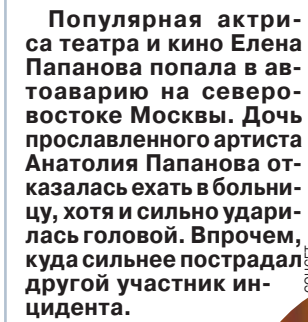 Популярная актри-
са театра и кино Елена
Папанова попала в ав-
тоаварию на северо-
востоке Москвы. Дочь
прославленного артиста
Анатолия Папанова от-
казалась ехать в больни-
цу, хотя и сильно удари-
лась головой. Впрочем,
куда сильнее пострадал
другой участник ин-
цидента.